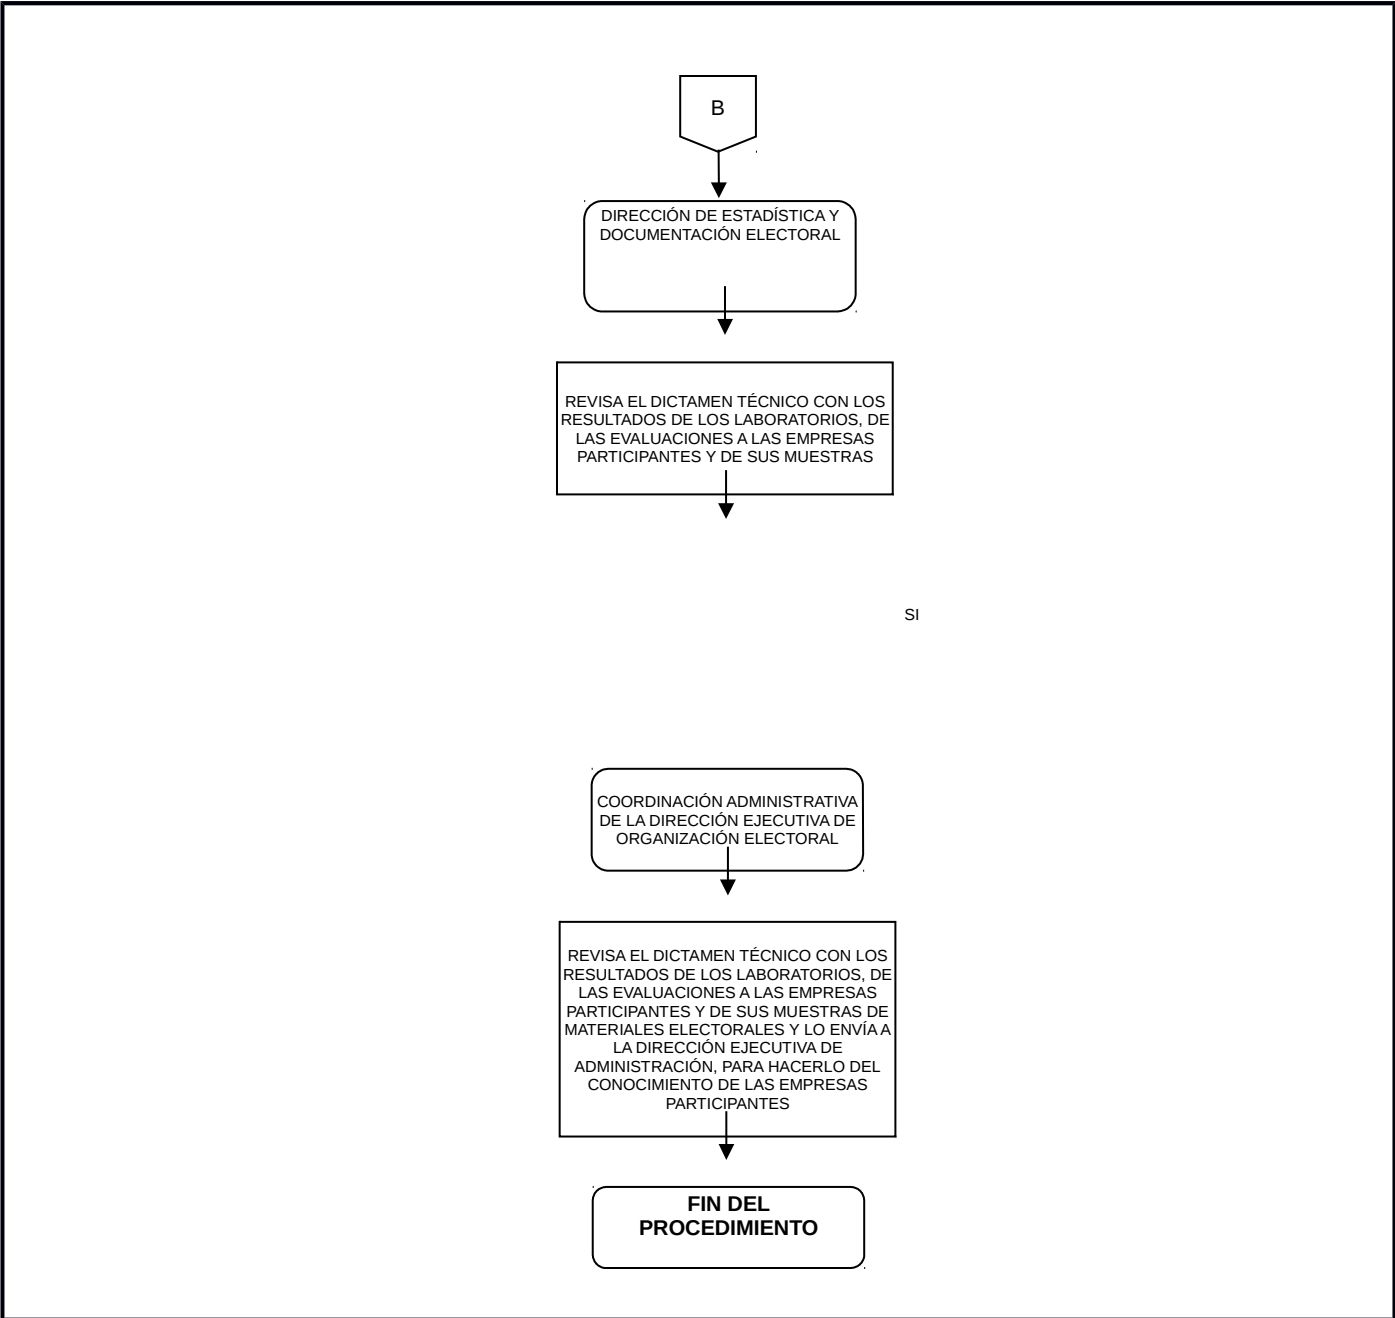 B
DIRECCIÓN DE ESTADÍSTICA Y
DOCUMENTACIÓN ELECTORAL
REVISA EL DICTAMEN TÉCNICO CON LOS
RESULTADOS DE LOS LABORATORIOS, DE
LAS EVALUACIONES A LAS EMPRESAS
PARTICIPANTES Y DE SUS MUESTRAS
SI
COORDINACIÓN ADMINISTRATIVA
DE LA DIRECCIÓN EJECUTIVA DE
ORGANIZACIÓN ELECTORAL
REVISA EL DICTAMEN TÉCNICO CON LOS
RESULTADOS DE LOS LABORATORIOS, DE
LAS EVALUACIONES A LAS EMPRESAS
PARTICIPANTES Y DE SUS MUESTRAS DE
MATERIALES ELECTORALES Y LO ENVÍA A
LA DIRECCIÓN EJECUTIVA DE
ADMINISTRACIÓN, PARA HACERLO DEL
CONOCIMIENTO DE LAS EMPRESAS
PARTICIPANTES
FIN DEL
PROCEDIMIENTO